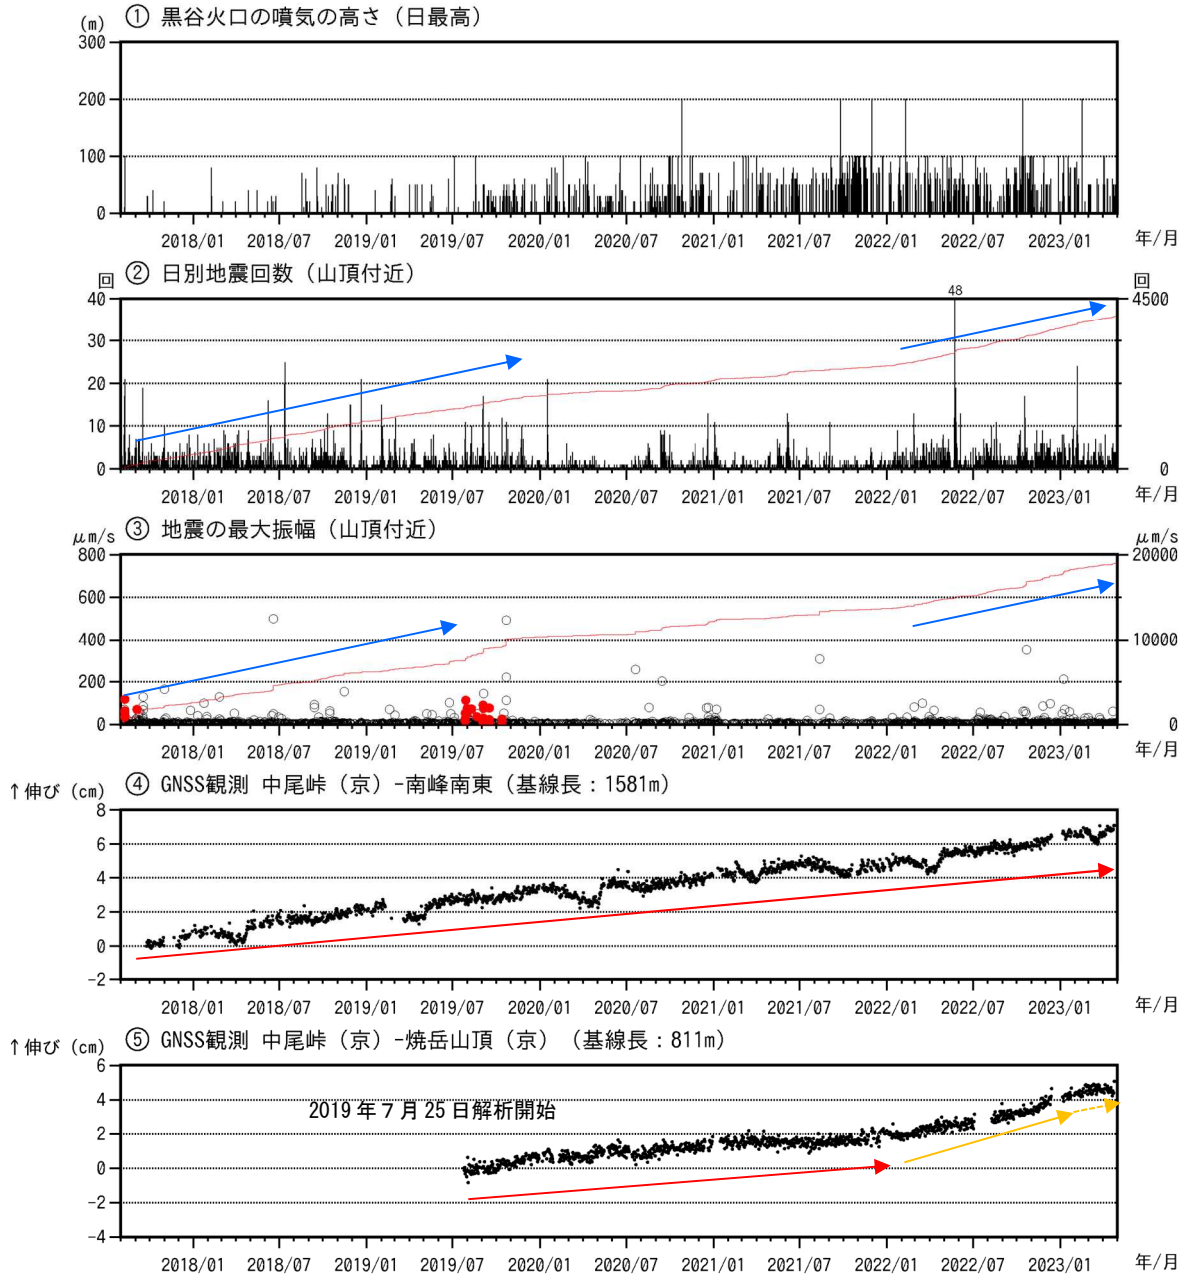 ① 黒谷火口の噴気の高さ（日最高）
(m)
300
200
100
0
2018/01 2018/07 2019/01 2019/07 2020/01 2020/07 2021/01 2021/07 2022/01 2022/07 2023/01 年/月
② 日別地震回数（山頂付近）
回 回
48
40 4500
30
20
10
0 0
2018/01 2018/07 2019/01 2019/07 2020/01 2020/07 2021/01 2021/07 2022/01 2022/07 2023/01 年/月
③ 地震の最大振幅（山頂付近）
μm/s μm/s
800 20000
600
400 10000
200
0 0
2018/01 2018/07 2019/01 2019/07 2020/01 2020/07 2021/01 2021/07 2022/01 2022/07 2023/01 年/月
↑伸び（cm） ④ GNSS観測 中尾峠（京）-南峰南東（基線長：1581m）
8
6
4
2
0
-2
2018/01 2018/07 2019/01 2019/07 2020/01 2020/07 2021/01 2021/07 2022/01 2022/07 2023/01 年/月
↑伸び（cm） ⑤ GNSS観測 中尾峠（京）-焼岳山頂（京）（基線長：811m）
6
4
2019年７月25日解析開始
2
0
-2
-4
2018/01 2018/07 2019/01 2019/07 2020/01 2020/07 2021/01 2021/07 2022/01 2022/07 2023/01 年/月